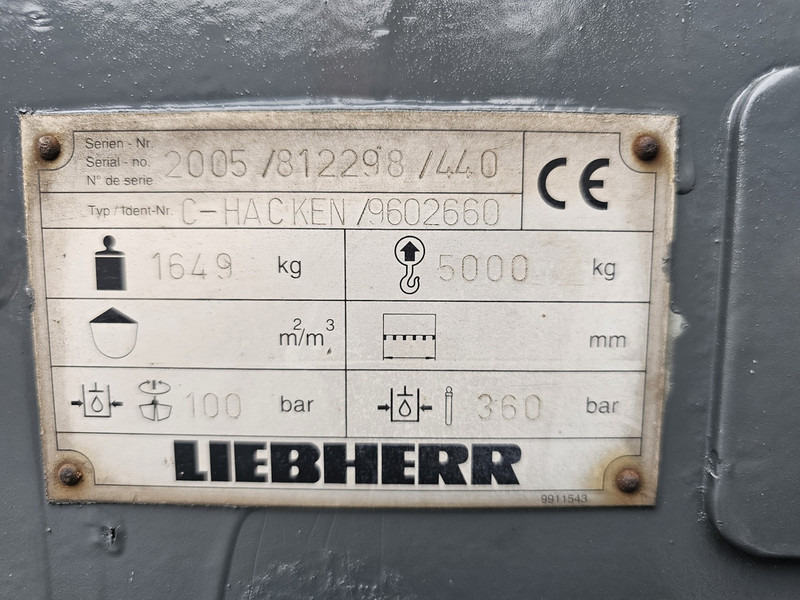 Serien - Nr.
Serial - no. 2005/812298/440
N° de serie
Typ / Ident-Nr. C-HACKEN/9602660
CE
1649 kg
5000 kg
m²/m³
mm
100 bar
360 bar
LIEBHERR
9911543